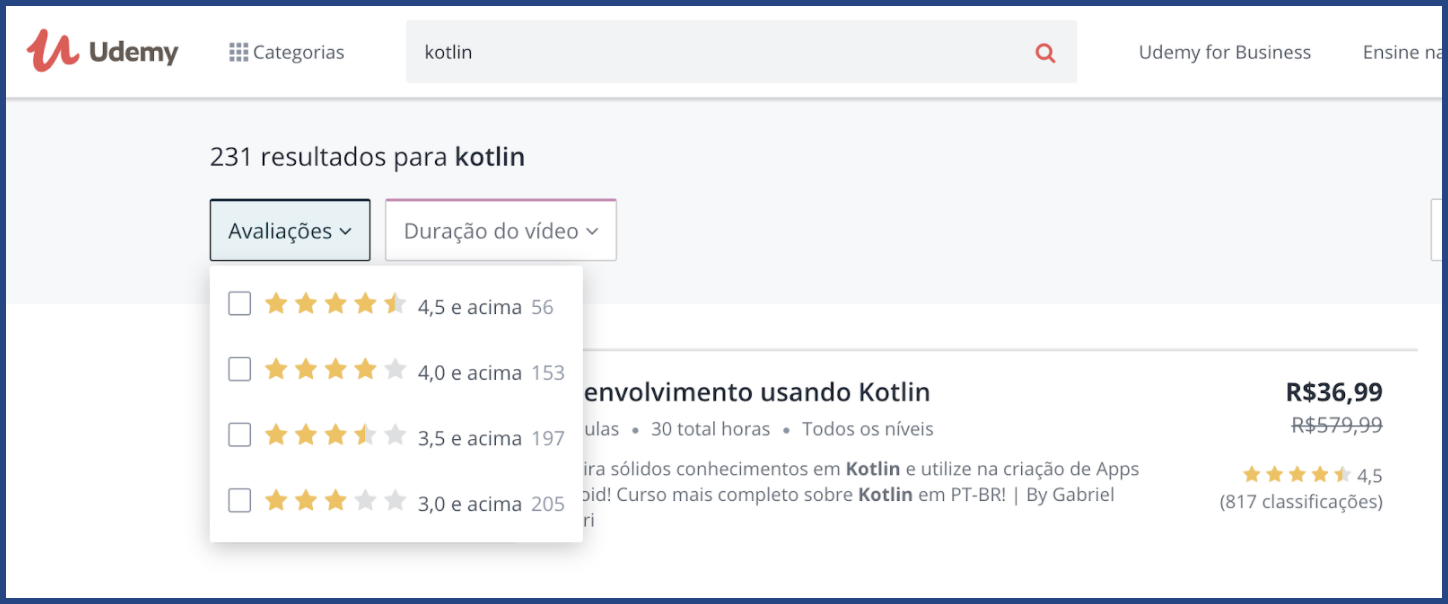 Udemy
Categorias
kotlin
Udemy for Business
Ensine na
231 resultados para kotlin
Avaliações
Duração do vídeo
4,5 e acima 56
4,0 e acima 153
3,5 e acima 197
3,0 e acima 205
envolvimento usando Kotlin
ulas • 30 total horas • Todos os níveis
ira sólidos conhecimentos em Kotlin e utilize na criação de Apps
oid! Curso mais completo sobre Kotlin em PT-BR! | By Gabriel
ri
R$36,99
R$579,99
4,5
(817 classificações)